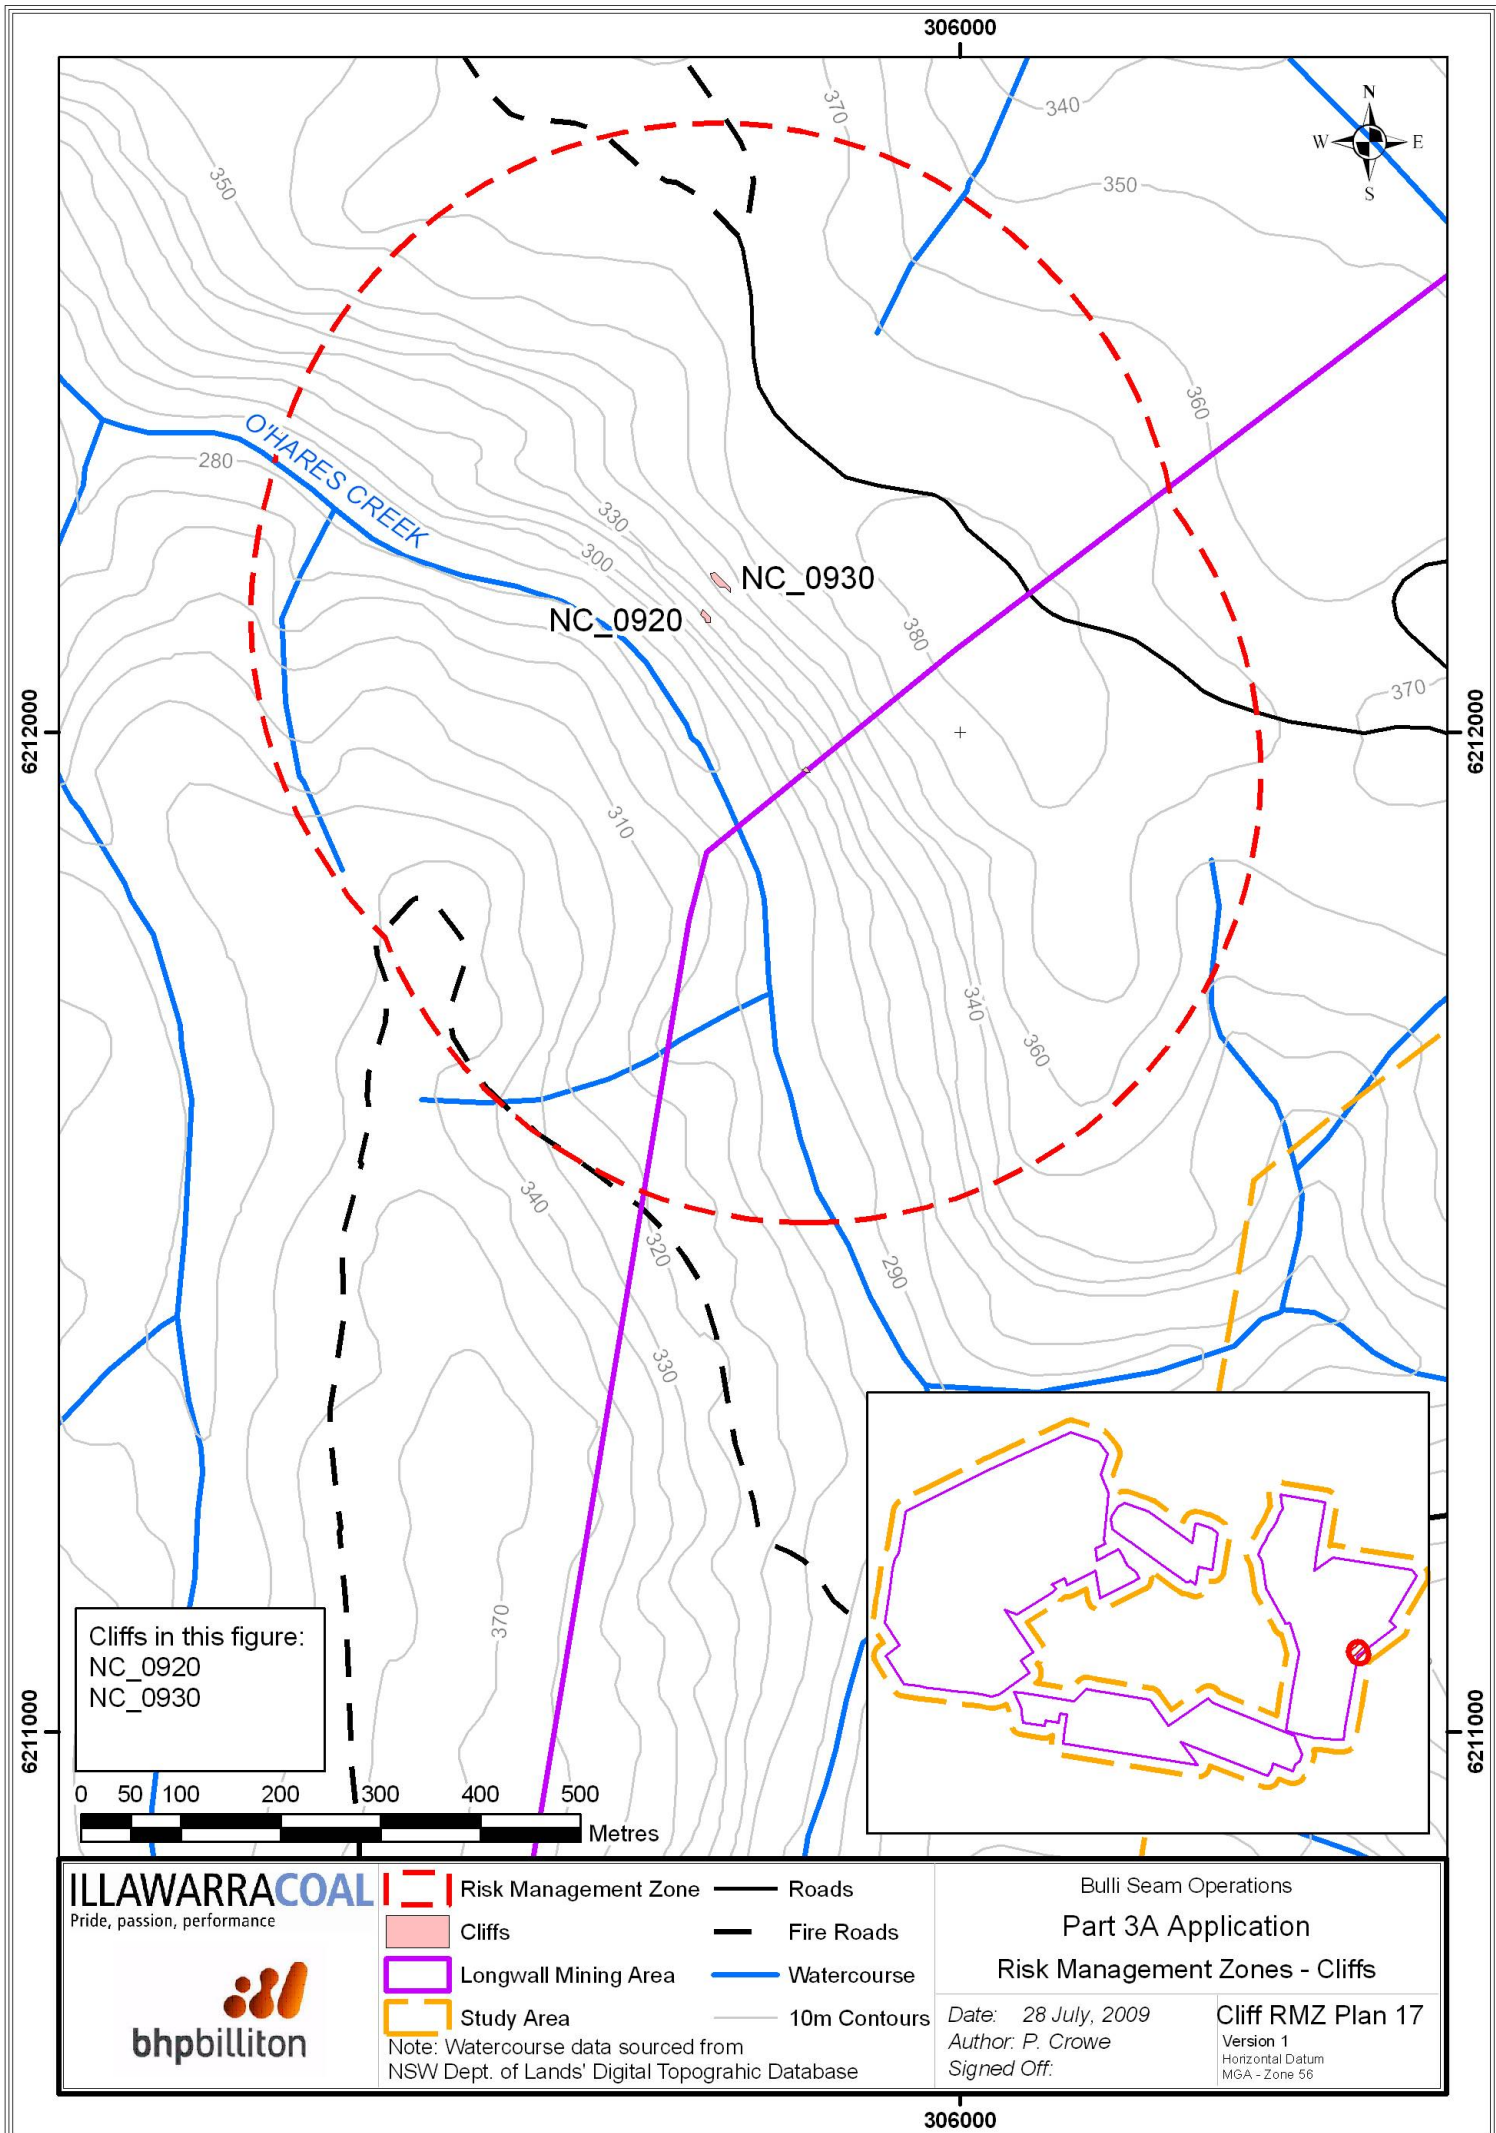 306000
N
W E
S
370
340
350
350
360
O'HARES CREEK
280
330
300
NC_0930
NC_0920
380
370
6212000
6212000
310
340
360
340
320
290
330
370
Cliffs in this figure:
NC_0920
NC_0930
6211000
6211000
0 50 100 200 300 400 500
Metres
ILLAWARRACOAL
Pride, passion, performance
bhpbilliton
Risk Management Zone
Cliffs
Longwall Mining Area
Study Area
Roads
Fire Roads
Watercourse
10m Contours
Note: Watercourse data sourced from
NSW Dept. of Lands' Digital Topograhic Database
Bulli Seam Operations
Part 3A Application
Risk Management Zones - Cliffs
Date: 28 July, 2009
Author: P. Crowe
Signed Off:
Cliff RMZ Plan 17
Version 1
Horizontal Datum
MGA - Zone 56
306000